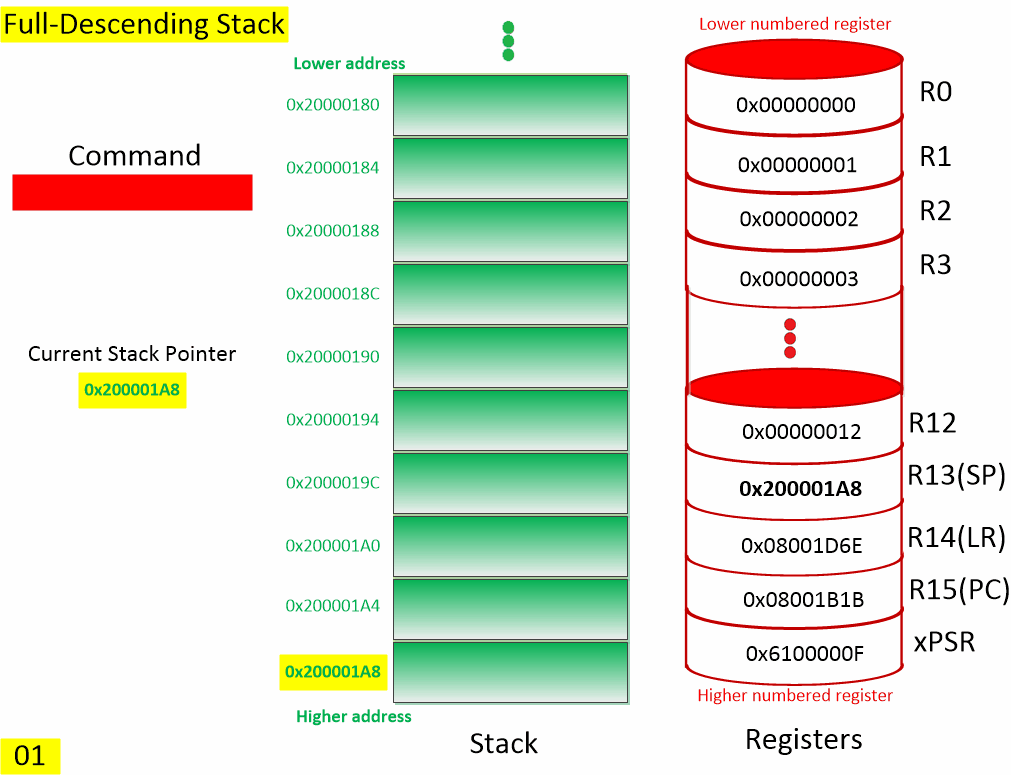 Full-Descending Stack
Lower numbered register
Lower address
0x20000180
0x00000000
R0
Command
0x20000184
0x00000001
R1
0x20000188
0x00000002
R2
0x2000018C
0x00000003
R3
Current Stack Pointer
0x200001A8
0x20000190
0x20000194
0x00000012
R12
0x2000019C
0x200001A8
R13(SP)
0x200001A0
0x08001D6E
R14(LR)
0x200001A4
0x08001B1B
R15(PC)
0x200001A8
0x6100000F
xPSR
Higher address
Higher numbered register
Stack
Registers
01